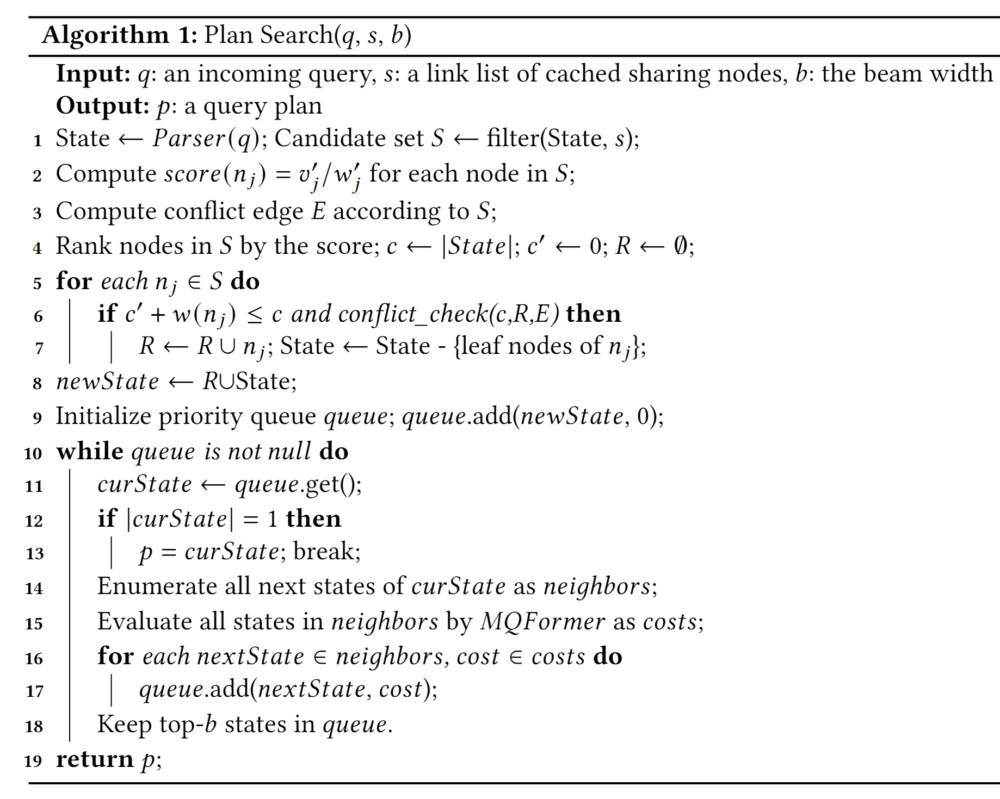 Algorithm 1: Plan Search(q, s, b)
Input: q: an incoming query, s: a link list of cached sharing nodes, b: the beam width
Output: p: a query plan
1 State ← Parser(q); Candidate set S ← filter(State, s);
2 Compute score(n_j) = v′_j/w′_j for each node in S;
3 Compute conflict edge E according to S;
4 Rank nodes in S by the score; c ← |State|; c′ ← 0; R ← ∅;
5 for each n_j ∈ S do
6 if c′ + w(n_j) ≤ c and conflict_check(c,R,E) then
7 R ← R ∪ n_j; State ← State - {leaf nodes of n_j};
8 newState ← R∪State;
9 Initialize priority queue queue; queue.add(newState, 0);
10 while queue is not null do
11 curState ← queue.get();
12 if |curState| = 1 then
13 p = curState; break;
14 Enumerate all next states of curState as neighbors;
15 Evaluate all states in neighbors by MQFormer as costs;
16 for each nextState ∈ neighbors, cost ∈ costs do
17 queue.add(nextState, cost);
18 Keep top-b states in queue.
19 return p;